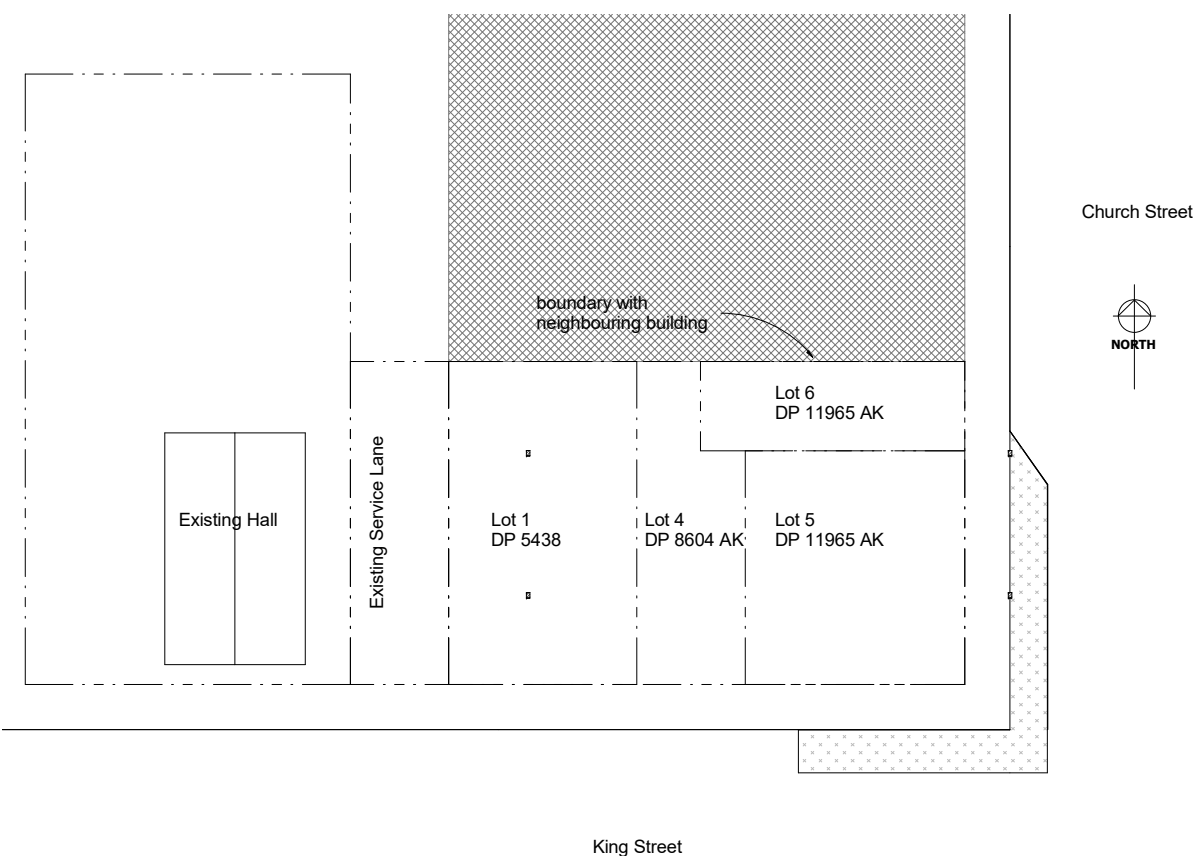 Church Street
boundary with
neighbouring building
NORTH
Lot 6
DP 11965 AK
Existing Hall
Existing Service Lane
Lot 1
DP 5438
Lot 4
DP 8604 AK
Lot 5
DP 11965 AK
King Street